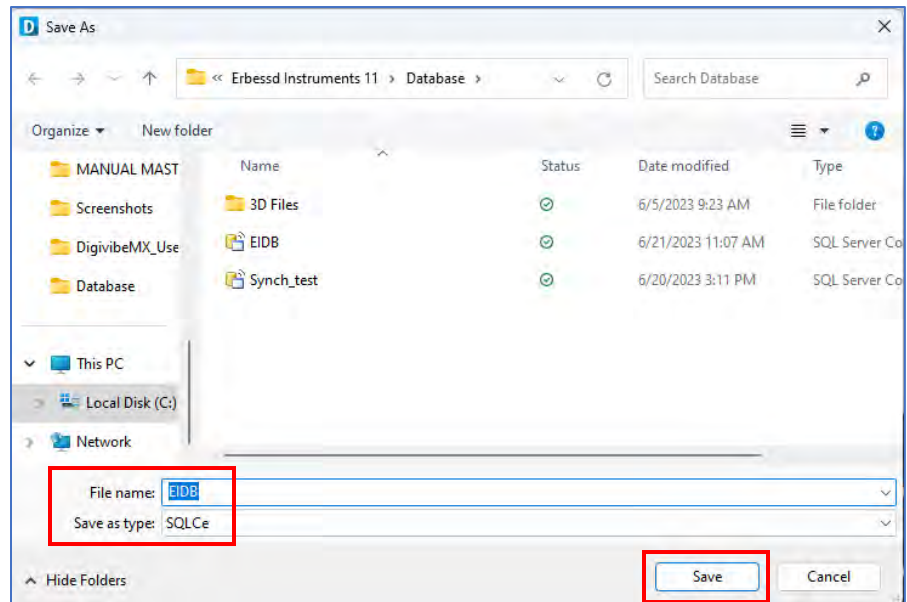 Save As
« Erbessd Instruments 11 › Database ›
Search Database
Organize New folder
MANUAL MAST
Screenshots
DigivibeMX_Use
Database
This PC
Local Disk (C:)
Network
Name Status Date modified Type
3D Files 6/5/2023 9:23 AM File folder
EIDB 6/21/2023 11:07 AM SQL Server Co
Synch_test 6/20/2023 3:11 PM SQL Server Co
File name: EIDB
Save as type: SQLCe
Hide Folders Save Cancel